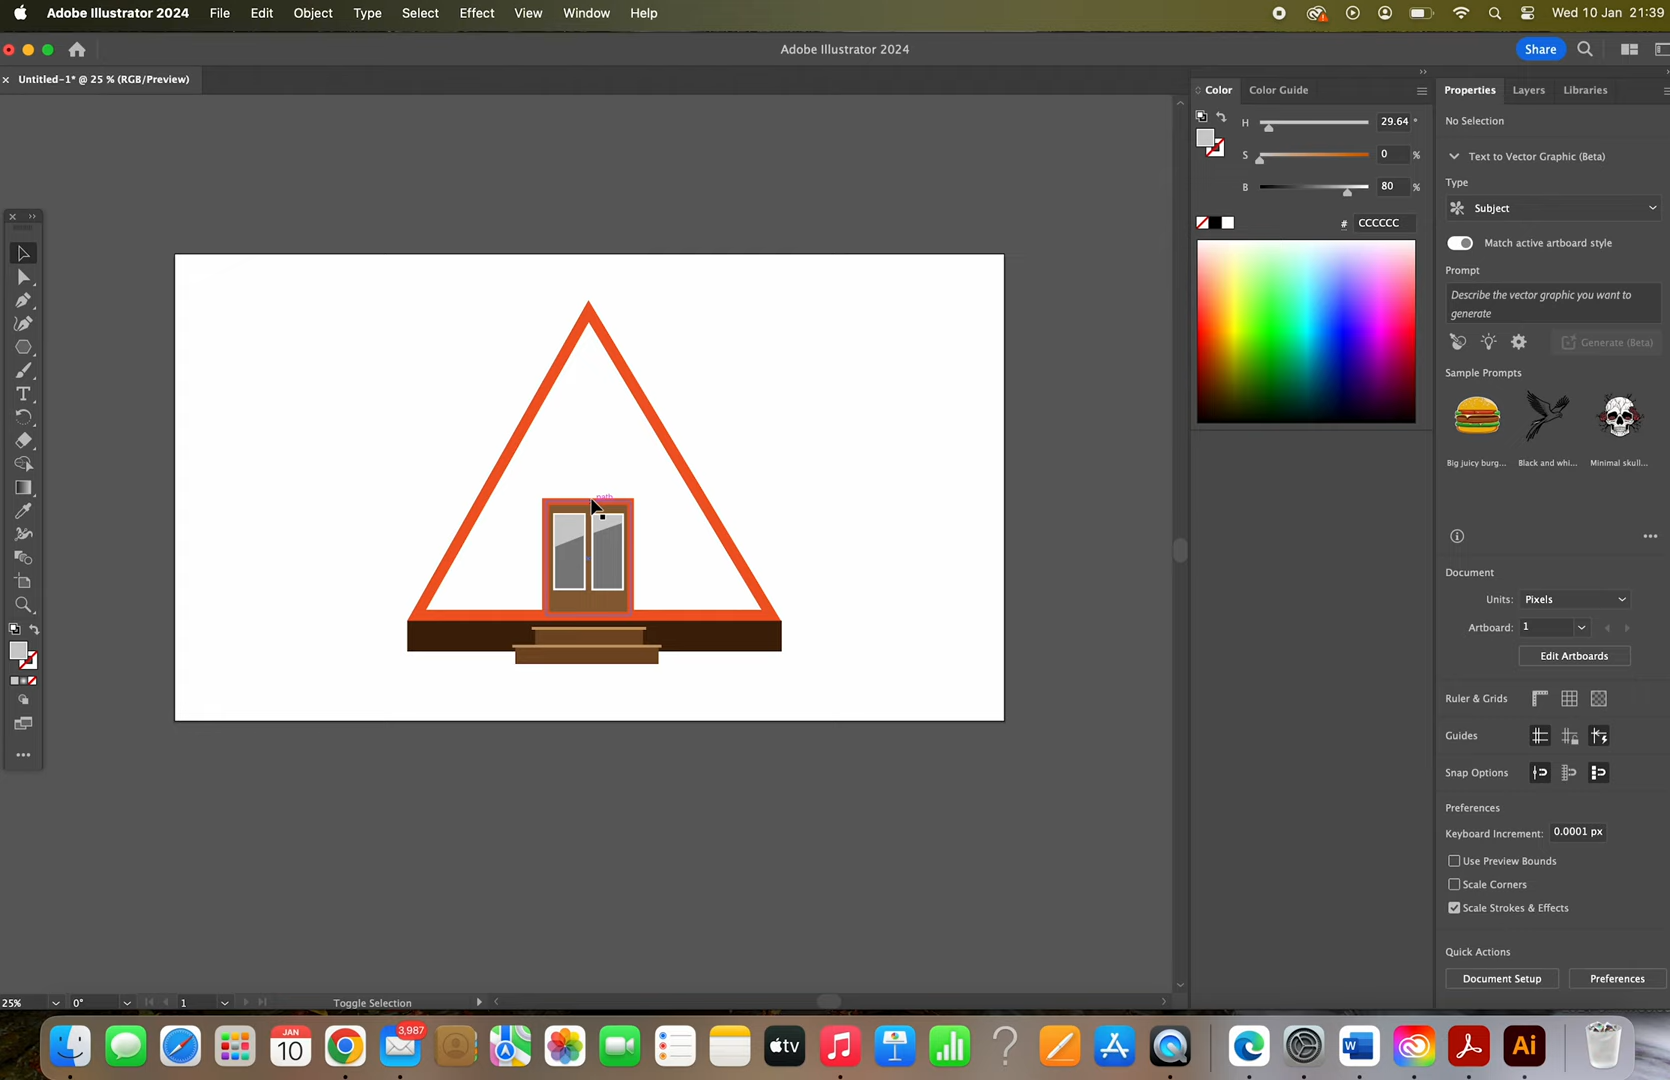 Adobe Illustrator 2024 File Edit Object Type Select Effect View Window Help Wed 10 Jan 21:39
Adobe Illustrator 2024 Share
× Untitled-1* @ 25 % (RGB/Preview)
Color Color Guide
Properties Layers Libraries
H 29.64 °
S 0 %
B 80 %
# CCCCCC
No Selection
Text to Vector Graphic (Beta)
Type
Subject
Match active artboard style
Prompt
Describe the vector graphic you want to
generate
Generate (Beta)
Sample Prompts
Big juicy burg... Black and whi... Minimal skull...
path
T
Document
Units: Pixels
Artboard: 1
Edit Artboards
Ruler & Grids
Guides
Snap Options
Preferences
Keyboard Increment: 0.0001 px
Use Preview Bounds
Scale Corners
Scale Strokes & Effects
Quick Actions
Document Setup Preferences
25% 0° 1 Toggle Selection
JAN
10
3,987
tv
W
Ai